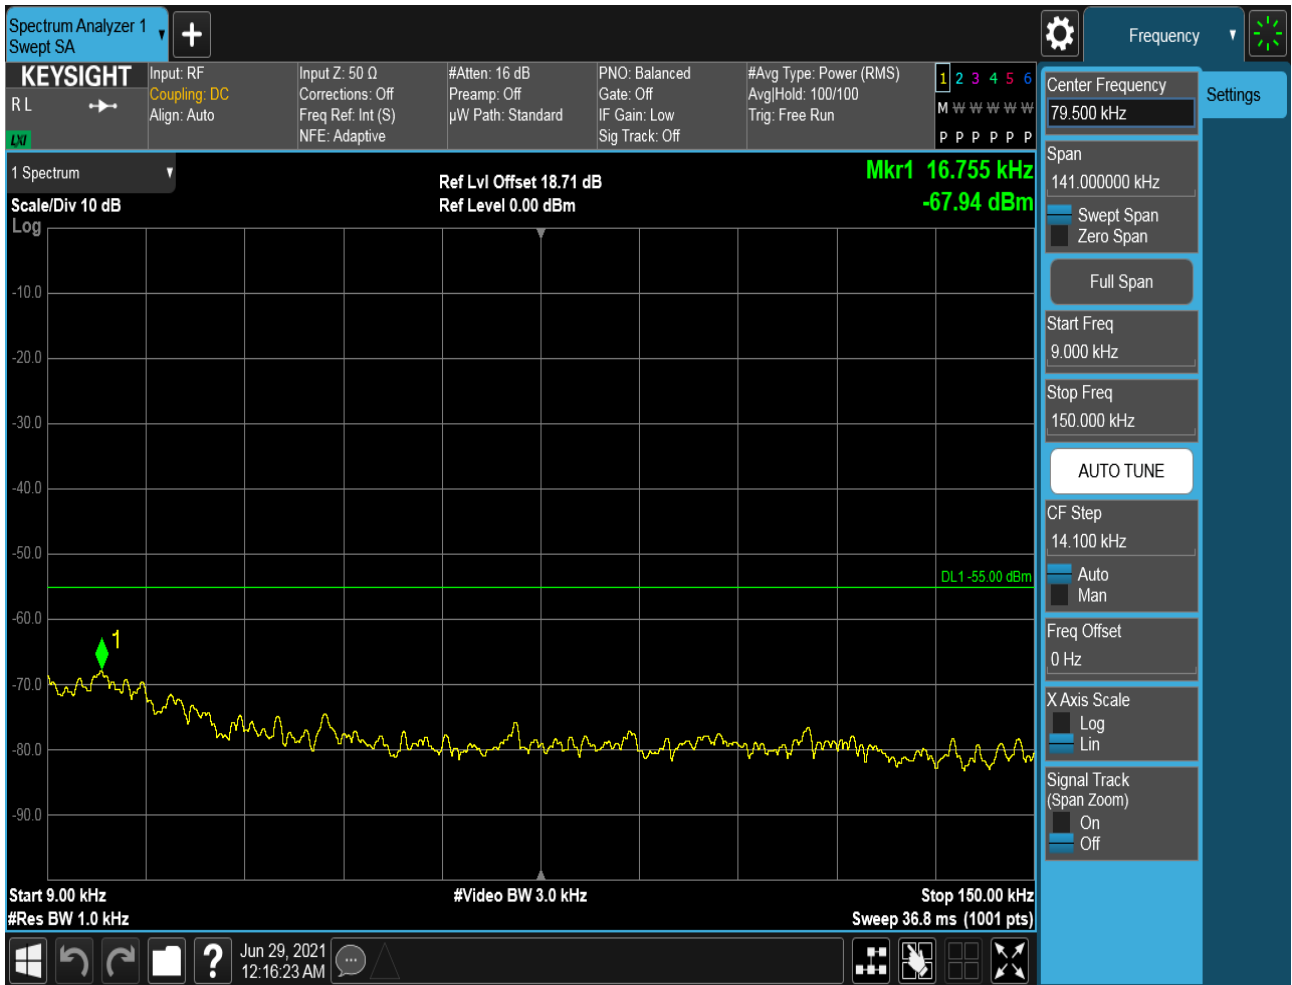 Spectrum Analyzer 1
Swept SA
Frequency
KEYSIGHT
R L
LXI
Input: RF
Coupling: DC
Align: Auto
Input Z: 50 Ω
Corrections: Off
Freq Ref: Int (S)
NFE: Adaptive
#Atten: 16 dB
Preamp: Off
µW Path: Standard
PNO: Balanced
Gate: Off
IF Gain: Low
Sig Track: Off
#Avg Type: Power (RMS)
Avg|Hold: 100/100
Trig: Free Run
1 2 3 4 5 6
M W W W W W
P P P P P P
1 Spectrum
Scale/Div 10 dB
Log
Ref Lvl Offset 18.71 dB
Ref Level 0.00 dBm
Mkr1 16.755 kHz
-67.94 dBm
-10.0
-20.0
-30.0
-40.0
-50.0
DL1 -55.00 dBm
-60.0
1
-70.0
-80.0
-90.0
Start 9.00 kHz
#Res BW 1.0 kHz
#Video BW 3.0 kHz
Stop 150.00 kHz
Sweep 36.8 ms (1001 pts)
?
Jun 29, 2021
12:16:23 AM
Center Frequency
79.500 kHz
Settings
Span
141.000000 kHz
Swept Span
Zero Span
Full Span
Start Freq
9.000 kHz
Stop Freq
150.000 kHz
AUTO TUNE
CF Step
14.100 kHz
Auto
Man
Freq Offset
0 Hz
X Axis Scale
Log
Lin
Signal Track
(Span Zoom)
On
Off